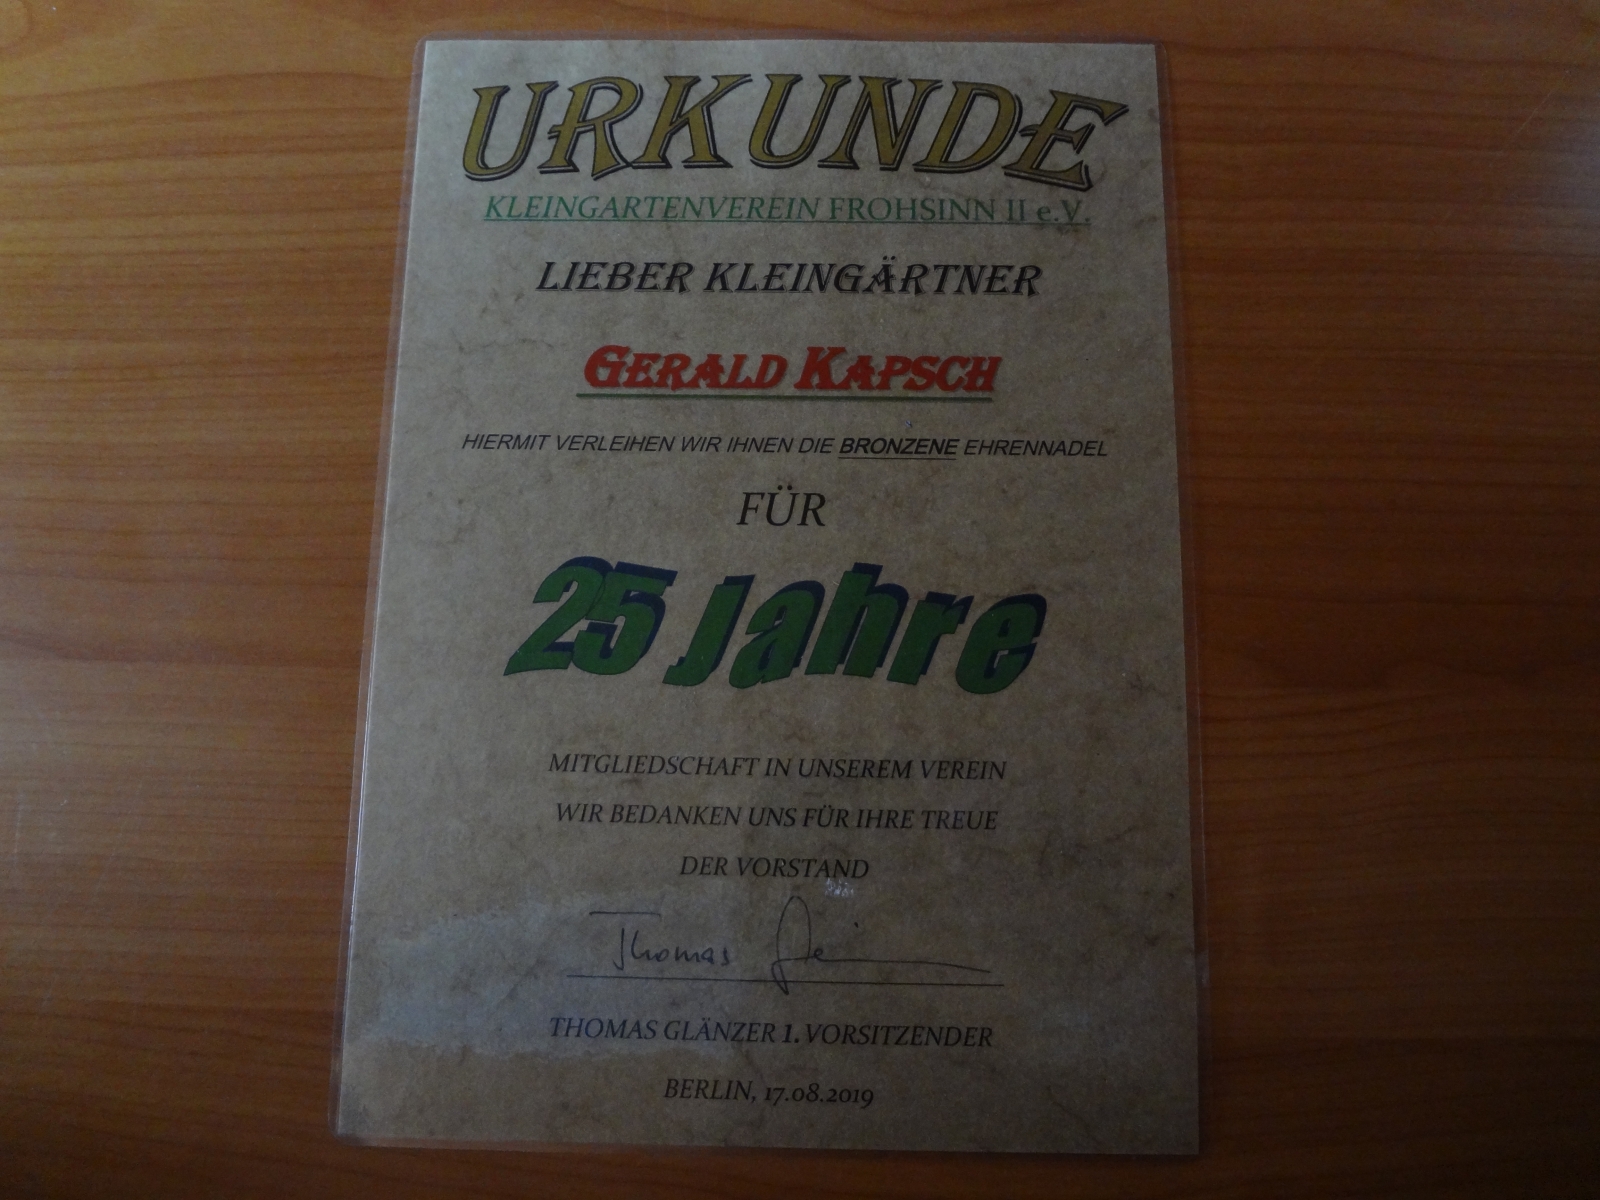 URKUNDE
KLEINGARTENVEREIN FROHSINN II e.V.
LIEBER KLEINGÄRTNER
GERALD KAPSCH
HIERMIT VERLEIHEN WIR IHNEN DIE BRONZENE EHRENNADEL
FÜR
25 Jahre
MITGLIEDSCHAFT IN UNSEREM VEREIN
WIR BEDANKEN UNS FÜR IHRE TREUE
DER VORSTAND
Thomas
THOMAS GLÄNZER 1. VORSITZENDER
BERLIN, 17.08.2019